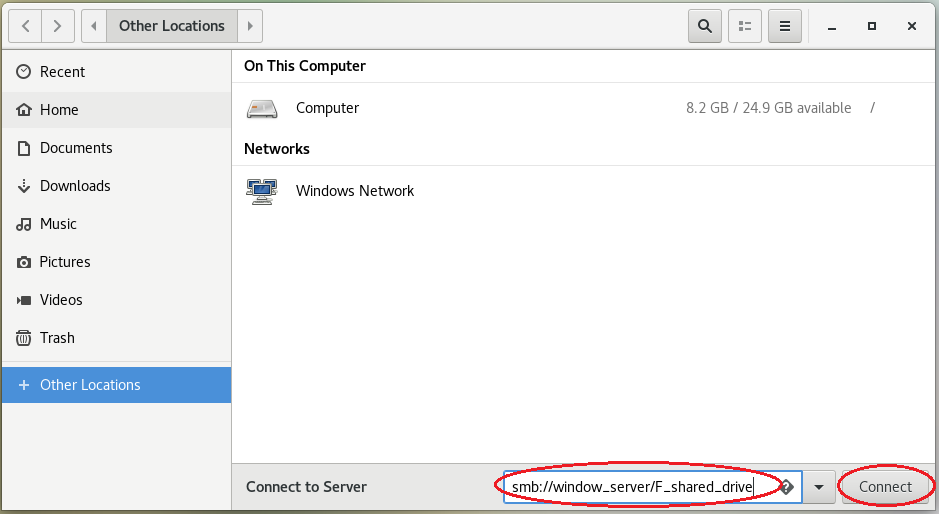 Other Locations
Recent
Home
Documents
Downloads
Music
Pictures
Videos
Trash
+ Other Locations
On This Computer
Computer 8.2 GB / 24.9 GB available /
Networks
Windows Network
Connect to Server smb://window_server/F_shared_drive ? Connect